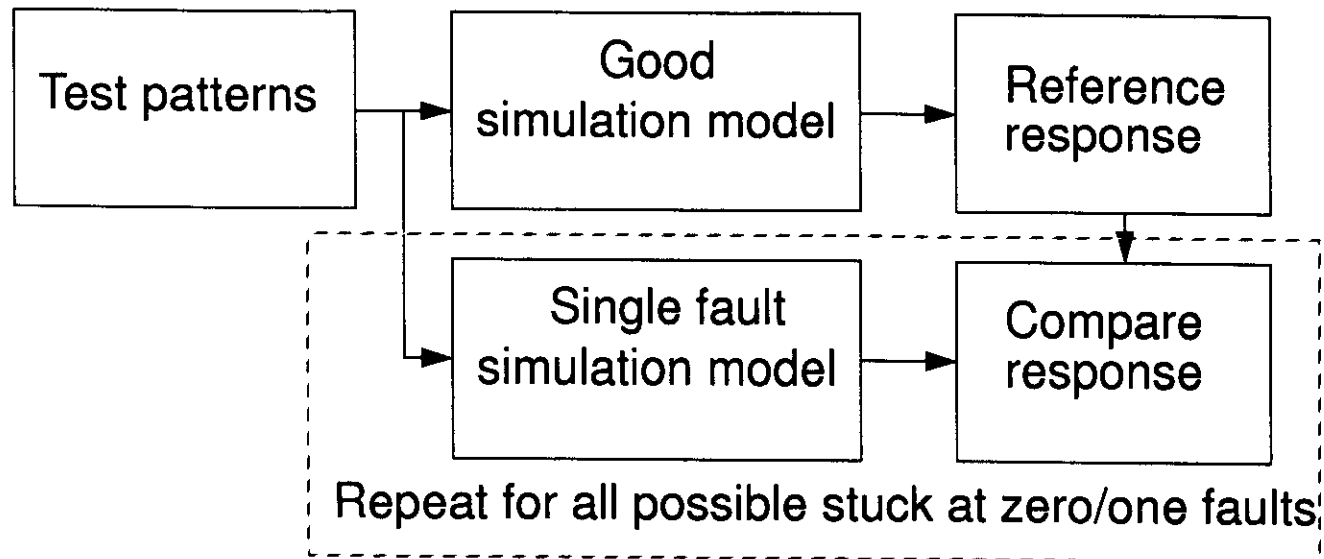 Test patterns
Good
simulation model
Reference
response
Single fault
simulation model
Compare
response
Repeat for all possible stuck at zero/one faults